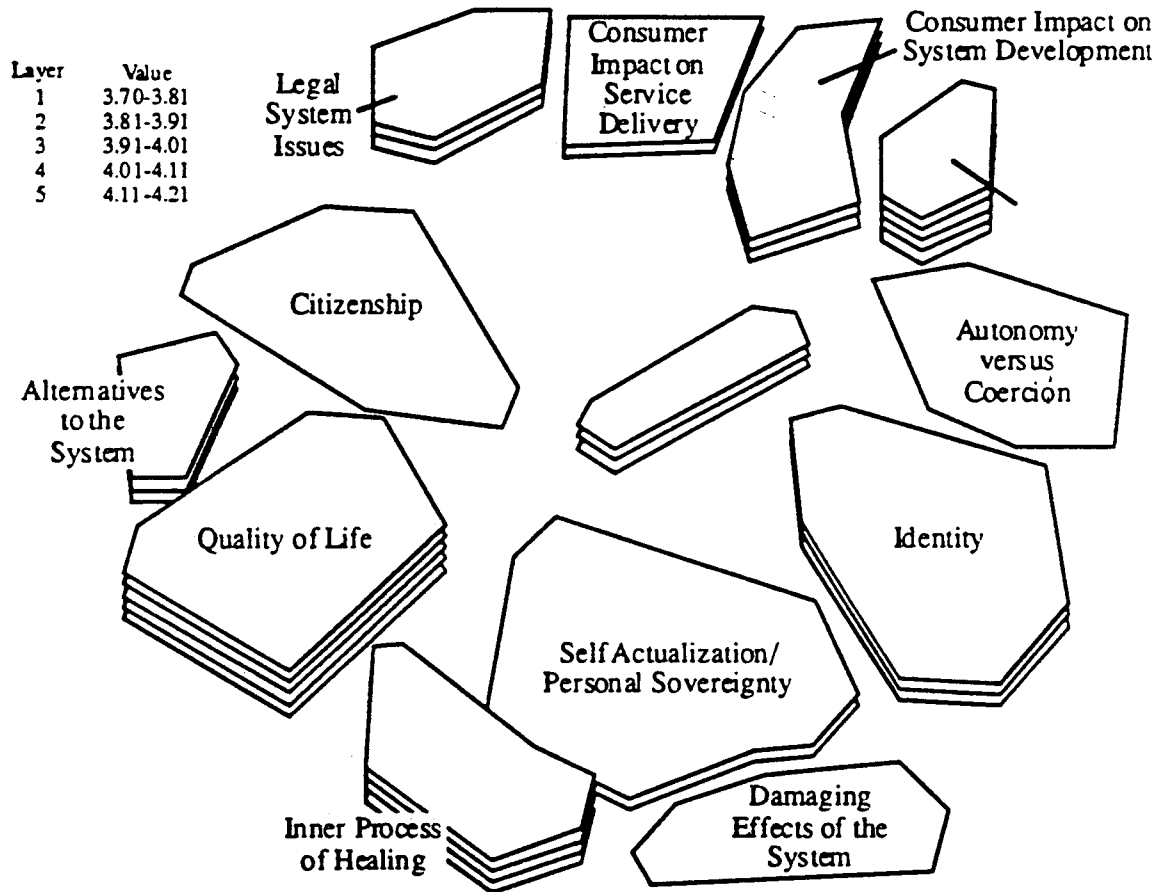 Layer Value
1 3.70-3.81
2 3.81-3.91
3 3.91-4.01
4 4.01-4.11
5 4.11-4.21
Legal
System
Issues
Consumer
Impact on
Service
Delivery
Consumer Impact on
System Development
Citizenship
Autonomy
versus
Coerción
Alternatives
to the
System
Quality of Life
Identity
Self Actualization/
Personal Sovereignty
Inner Process
of Healing
Damaging
Effects of the
System